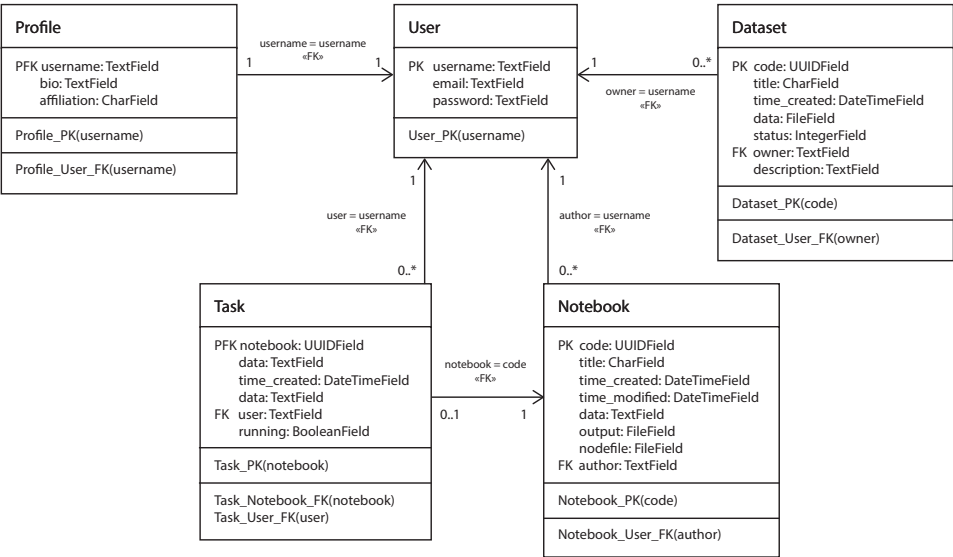 Profile
PFK username: TextField
bio: TextField
affiliation: CharField
Profile_PK(username)
Profile_User_FK(username)
username = username
«FK»
1
1
User
PK username: TextField
email: TextField
password: TextField
User_PK(username)
1
0..*
owner = username
«FK»
Dataset
PK code: UUIDField
title: CharField
time_created: DateTimeField
data: FileField
status: IntegerField
FK owner: TextField
description: TextField
Dataset_PK(code)
Dataset_User_FK(owner)
1
user = username
«FK»
0..*
1
author = username
«FK»
0..*
Task
PFK notebook: UUIDField
data: TextField
time_created: DateTimeField
data: TextField
FK user: TextField
running: BooleanField
Task_PK(notebook)
Task_Notebook_FK(notebook)
Task_User_FK(user)
notebook = code
«FK»
0..1
1
Notebook
PK code: UUIDField
title: CharField
time_created: DateTimeField
time_modified: DateTimeField
data: TextField
output: FileField
nodefile: FileField
FK author: TextField
Notebook_PK(code)
Notebook_User_FK(author)